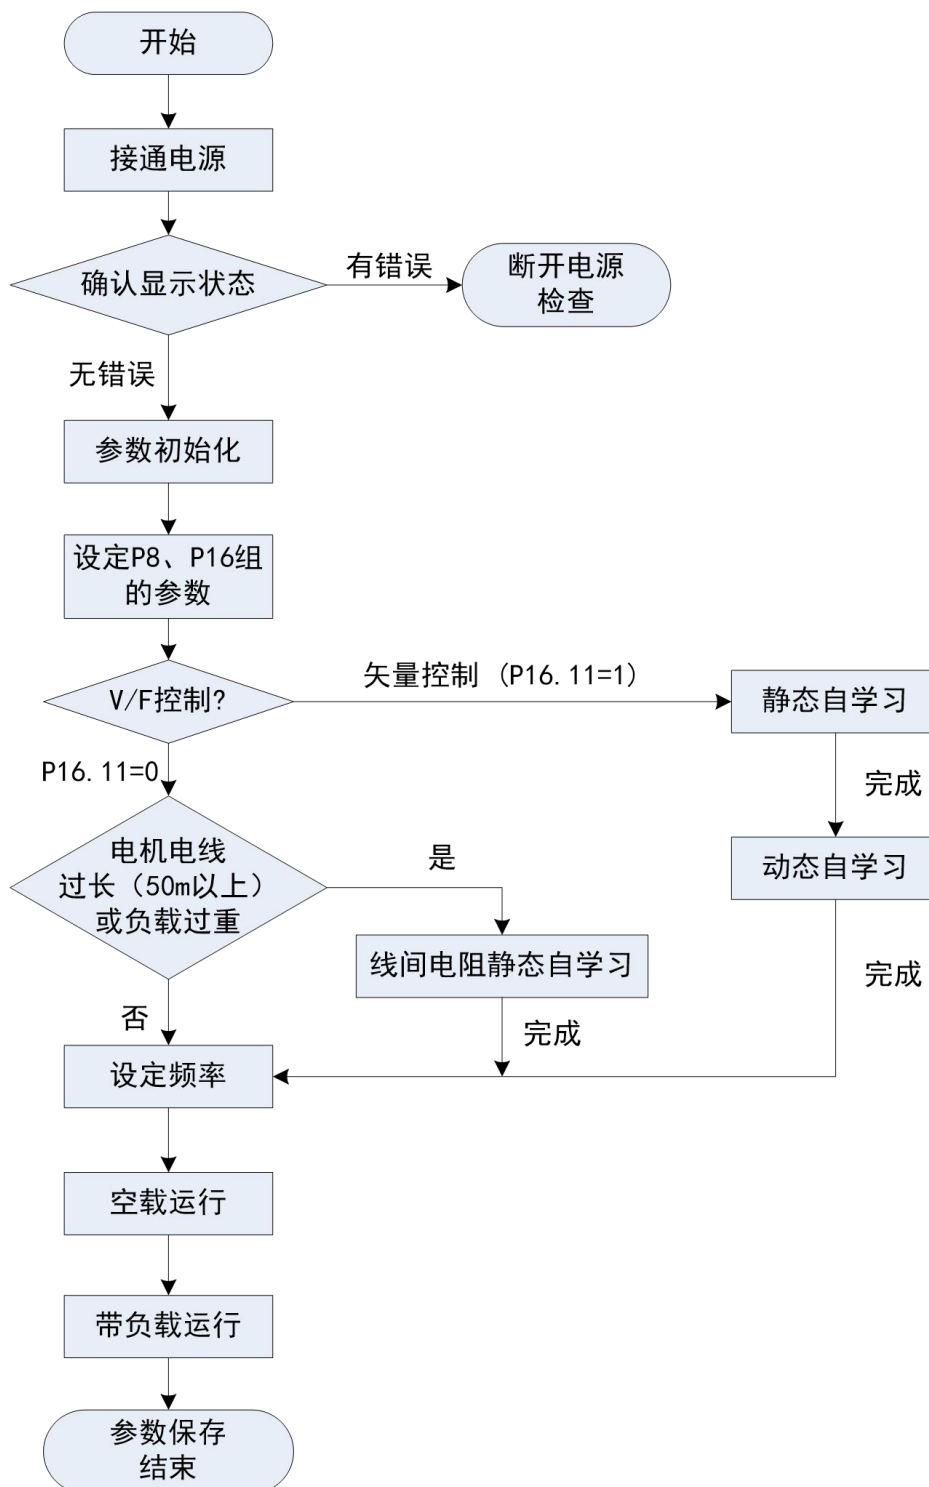 开始
接通电源
确认显示状态
有错误
断开电源
检查
无错误
参数初始化
设定P8、P16组
的参数
V/F控制?
矢量控制 (P16.11=1)
静态自学习
P16.11=0
完成
电机电线
过长（50m以上）
或负载过重
是
动态自学习
线间电阻静态自学习
完成
否
完成
设定频率
空载运行
带负载运行
参数保存
结束